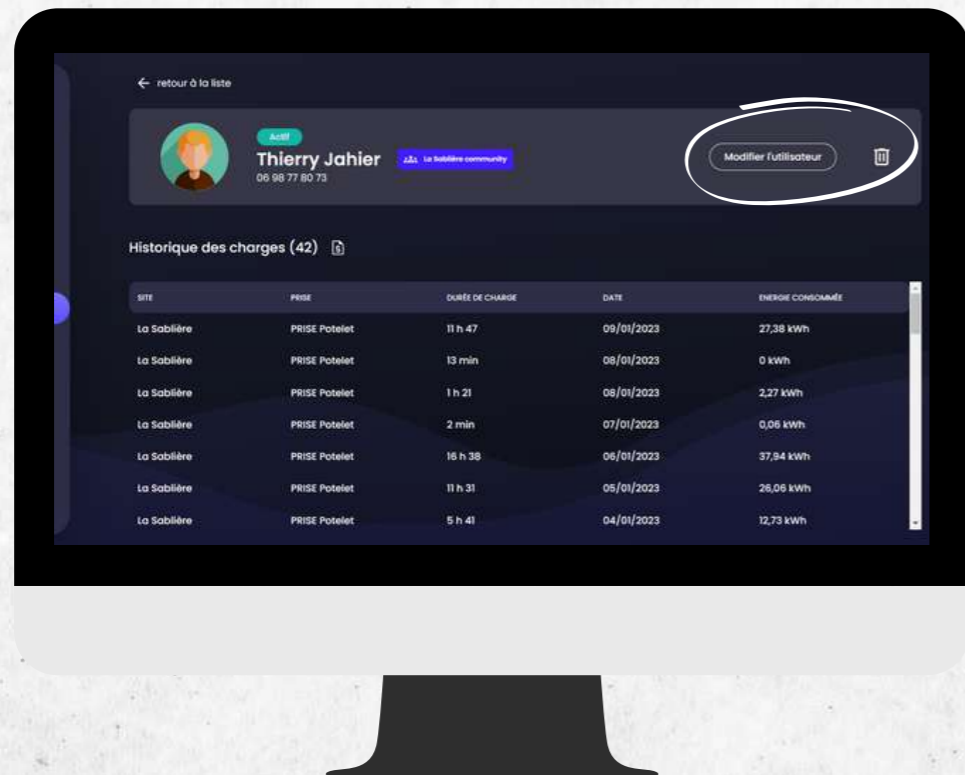 retour à la liste
Actif
Thierry Jahier
La Sablière community
06 98 77 80 73
Modifier l'utilisateur
Historique des charges (42)
SITE PRISE DURÉE DE CHARGE DATE ENERGIE CONSOMMÉE
La Sablière PRISE Potelet 11 h 47 09/01/2023 27,38 kWh
La Sablière PRISE Potelet 13 min 08/01/2023 0 kWh
La Sablière PRISE Potelet 1 h 21 08/01/2023 2,27 kWh
La Sablière PRISE Potelet 2 min 07/01/2023 0,06 kWh
La Sablière PRISE Potelet 16 h 38 06/01/2023 37,94 kWh
La Sablière PRISE Potelet 11 h 31 05/01/2023 26,06 kWh
La Sablière PRISE Potelet 5 h 41 04/01/2023 12,73 kWh